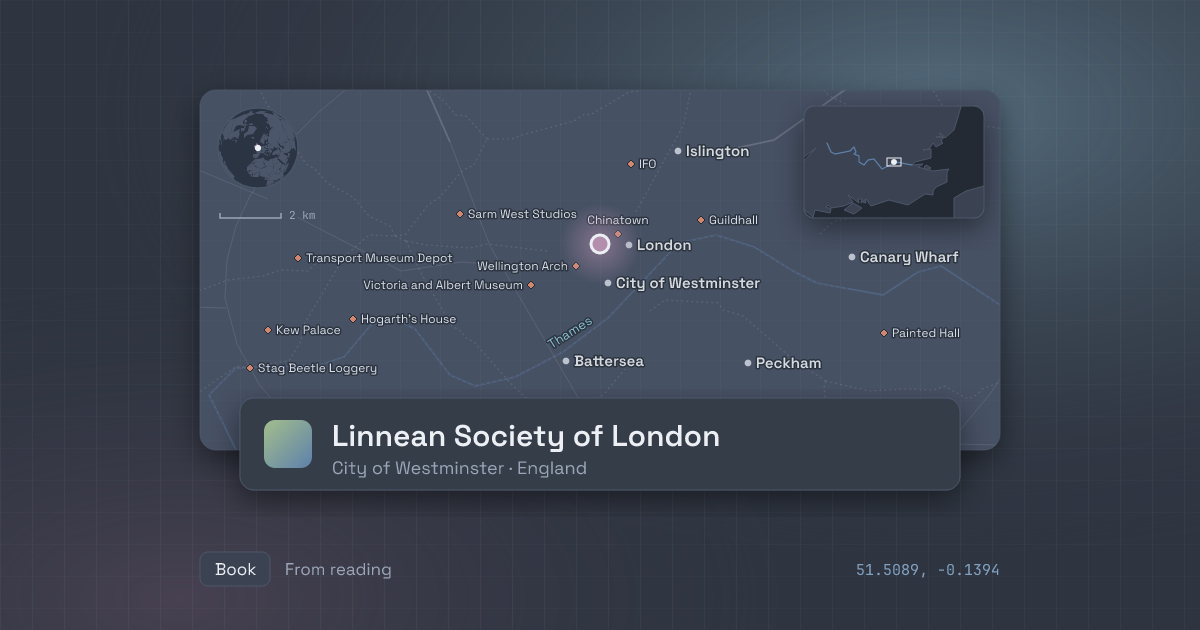 Islington
IFO
2 km
Sarm West Studios
Chinatown
Guildhall
London
Transport Museum Depot
Wellington Arch
Canary Wharf
Victoria and Albert Museum
City of Westminster
Hogarth's House
Kew Palace
Thames
Painted Hall
Stag Beetle Loggery
Battersea
Peckham
Linnean Society of London
City of Westminster · England
Book
From reading
51.5089, -0.1394